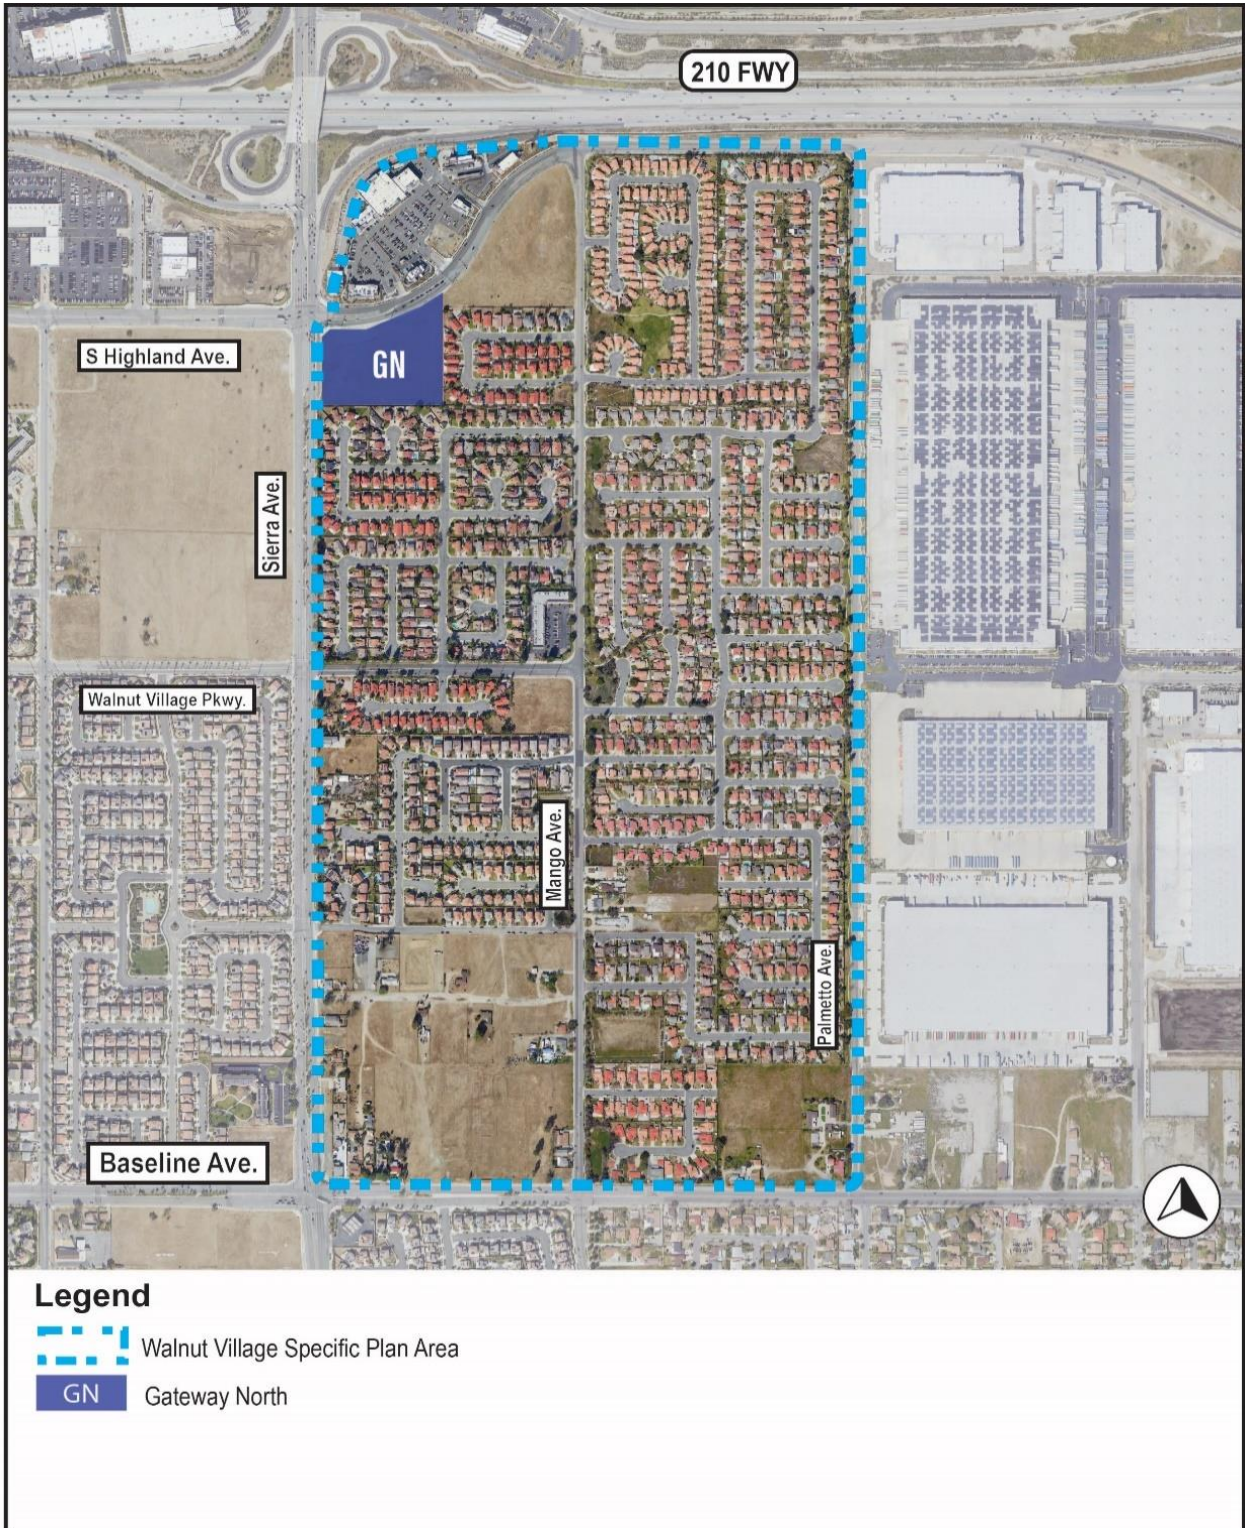 210 FWY
S Highland Ave.
GN
Sierra Ave.
Walnut Village Pkwy.
Mango Ave.
Palmetto Ave.
Baseline Ave.
Legend
Walnut Village Specific Plan Area
GN
Gateway North